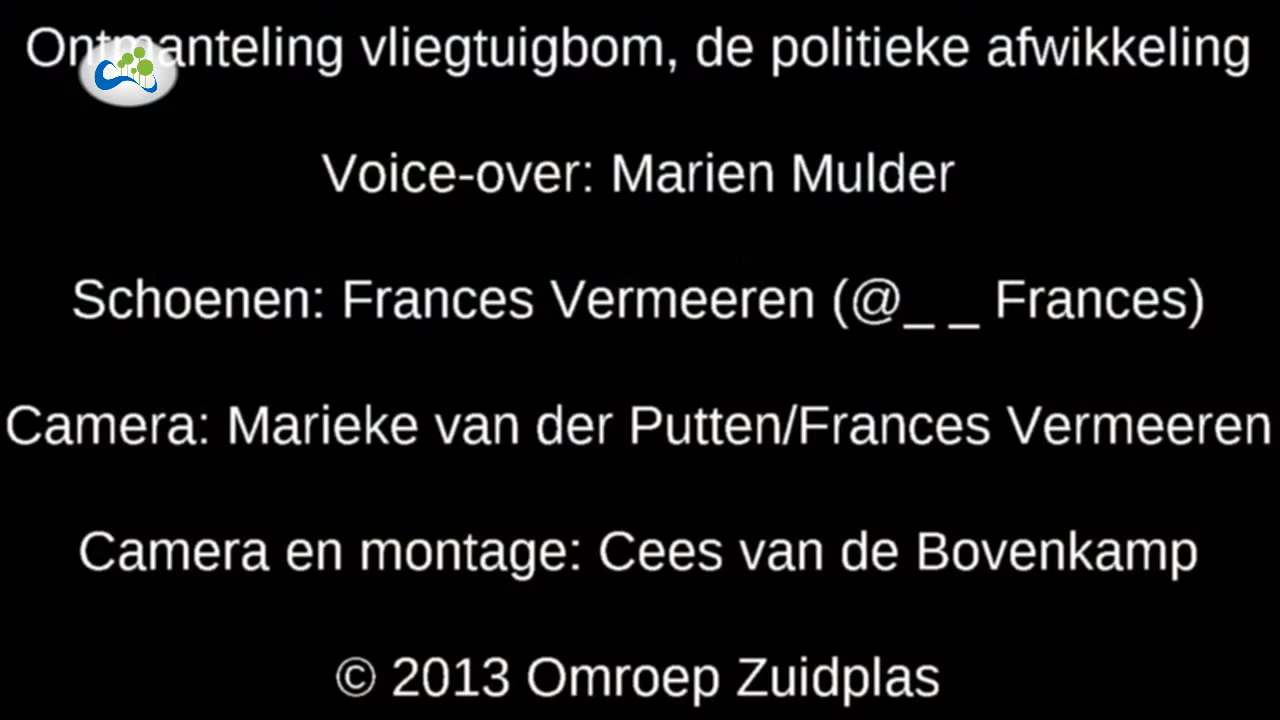 Ontmanteling vliegtuigbom, de politieke afwikkeling
Voice-over: Marien Mulder
Schoenen: Frances Vermeeren (@_ _ Frances)
Camera: Marieke van der Putten/Frances Vermeeren
Camera en montage: Cees van de Bovenkamp
© 2013 Omroep Zuidplas